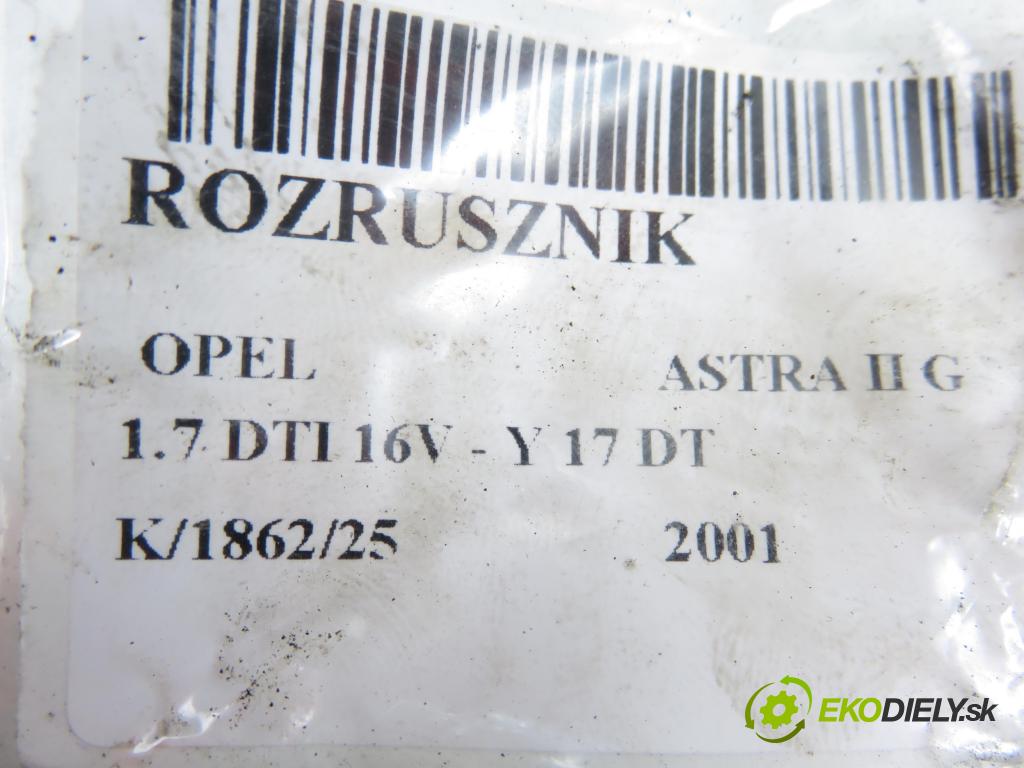 ROZRUSZNIK
OPEL ASTRA II G
1.7 DTI 16V - Y 17 DT
K/1862/25 2001
EKODIELY.sk